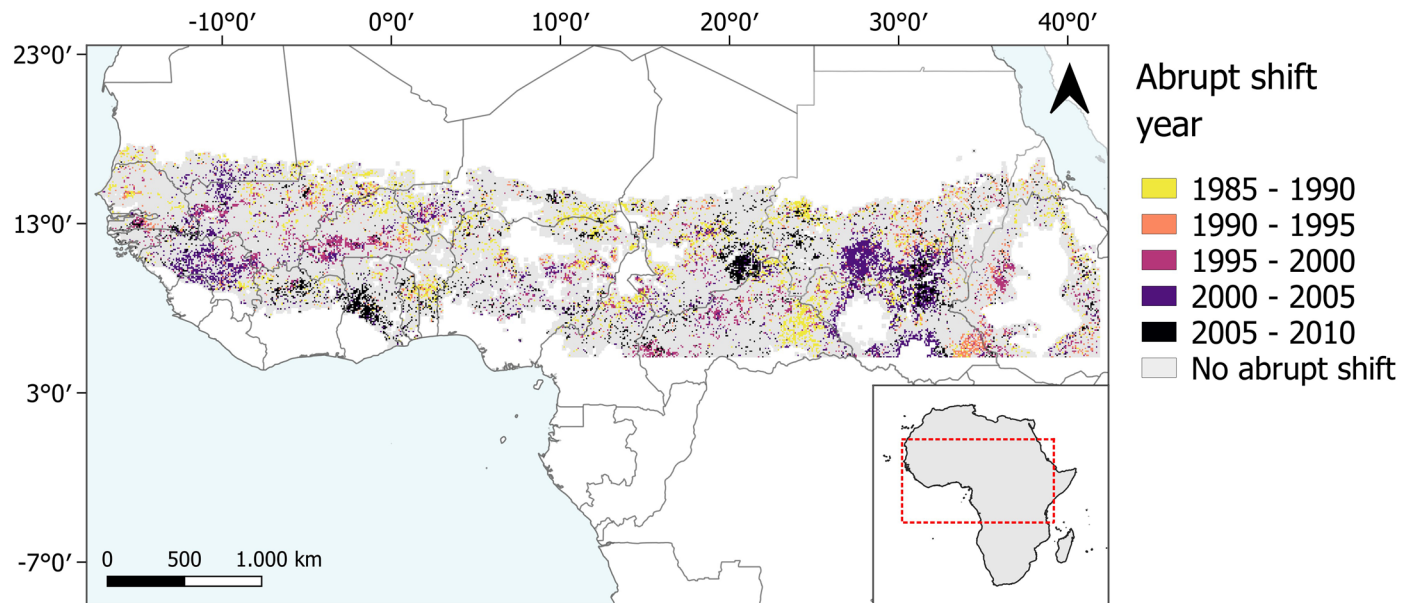 -10°0′ 0°0′ 10°0′ 20°0′ 30°0′ 40°0′
23°0′
13°0′
3°0′
-7°0′
0 500 1.000 km
Abrupt shift
year
1985 - 1990
1990 - 1995
1995 - 2000
2000 - 2005
2005 - 2010
No abrupt shift